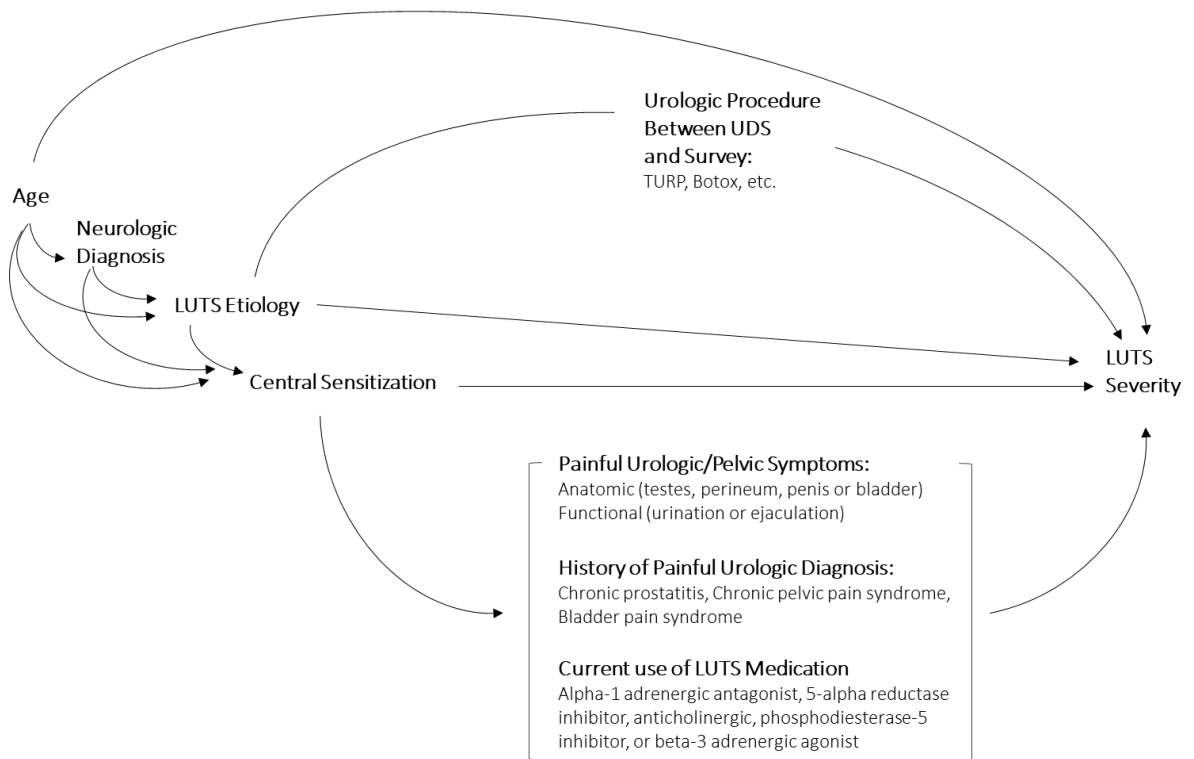 Urologic Procedure
Between UDS
and Survey:
TURP, Botox, etc.
Age
Neurologic
Diagnosis
LUTS Etiology
Central Sensitization
LUTS
Severity
Painful Urologic/Pelvic Symptoms:
Anatomic (testes, perineum, penis or bladder)
Functional (urination or ejaculation)
History of Painful Urologic Diagnosis:
Chronic prostatitis, Chronic pelvic pain syndrome,
Bladder pain syndrome
Current use of LUTS Medication
Alpha-1 adrenergic antagonist, 5-alpha reductase
inhibitor, anticholinergic, phosphodiesterase-5
inhibitor, or beta-3 adrenergic agonist